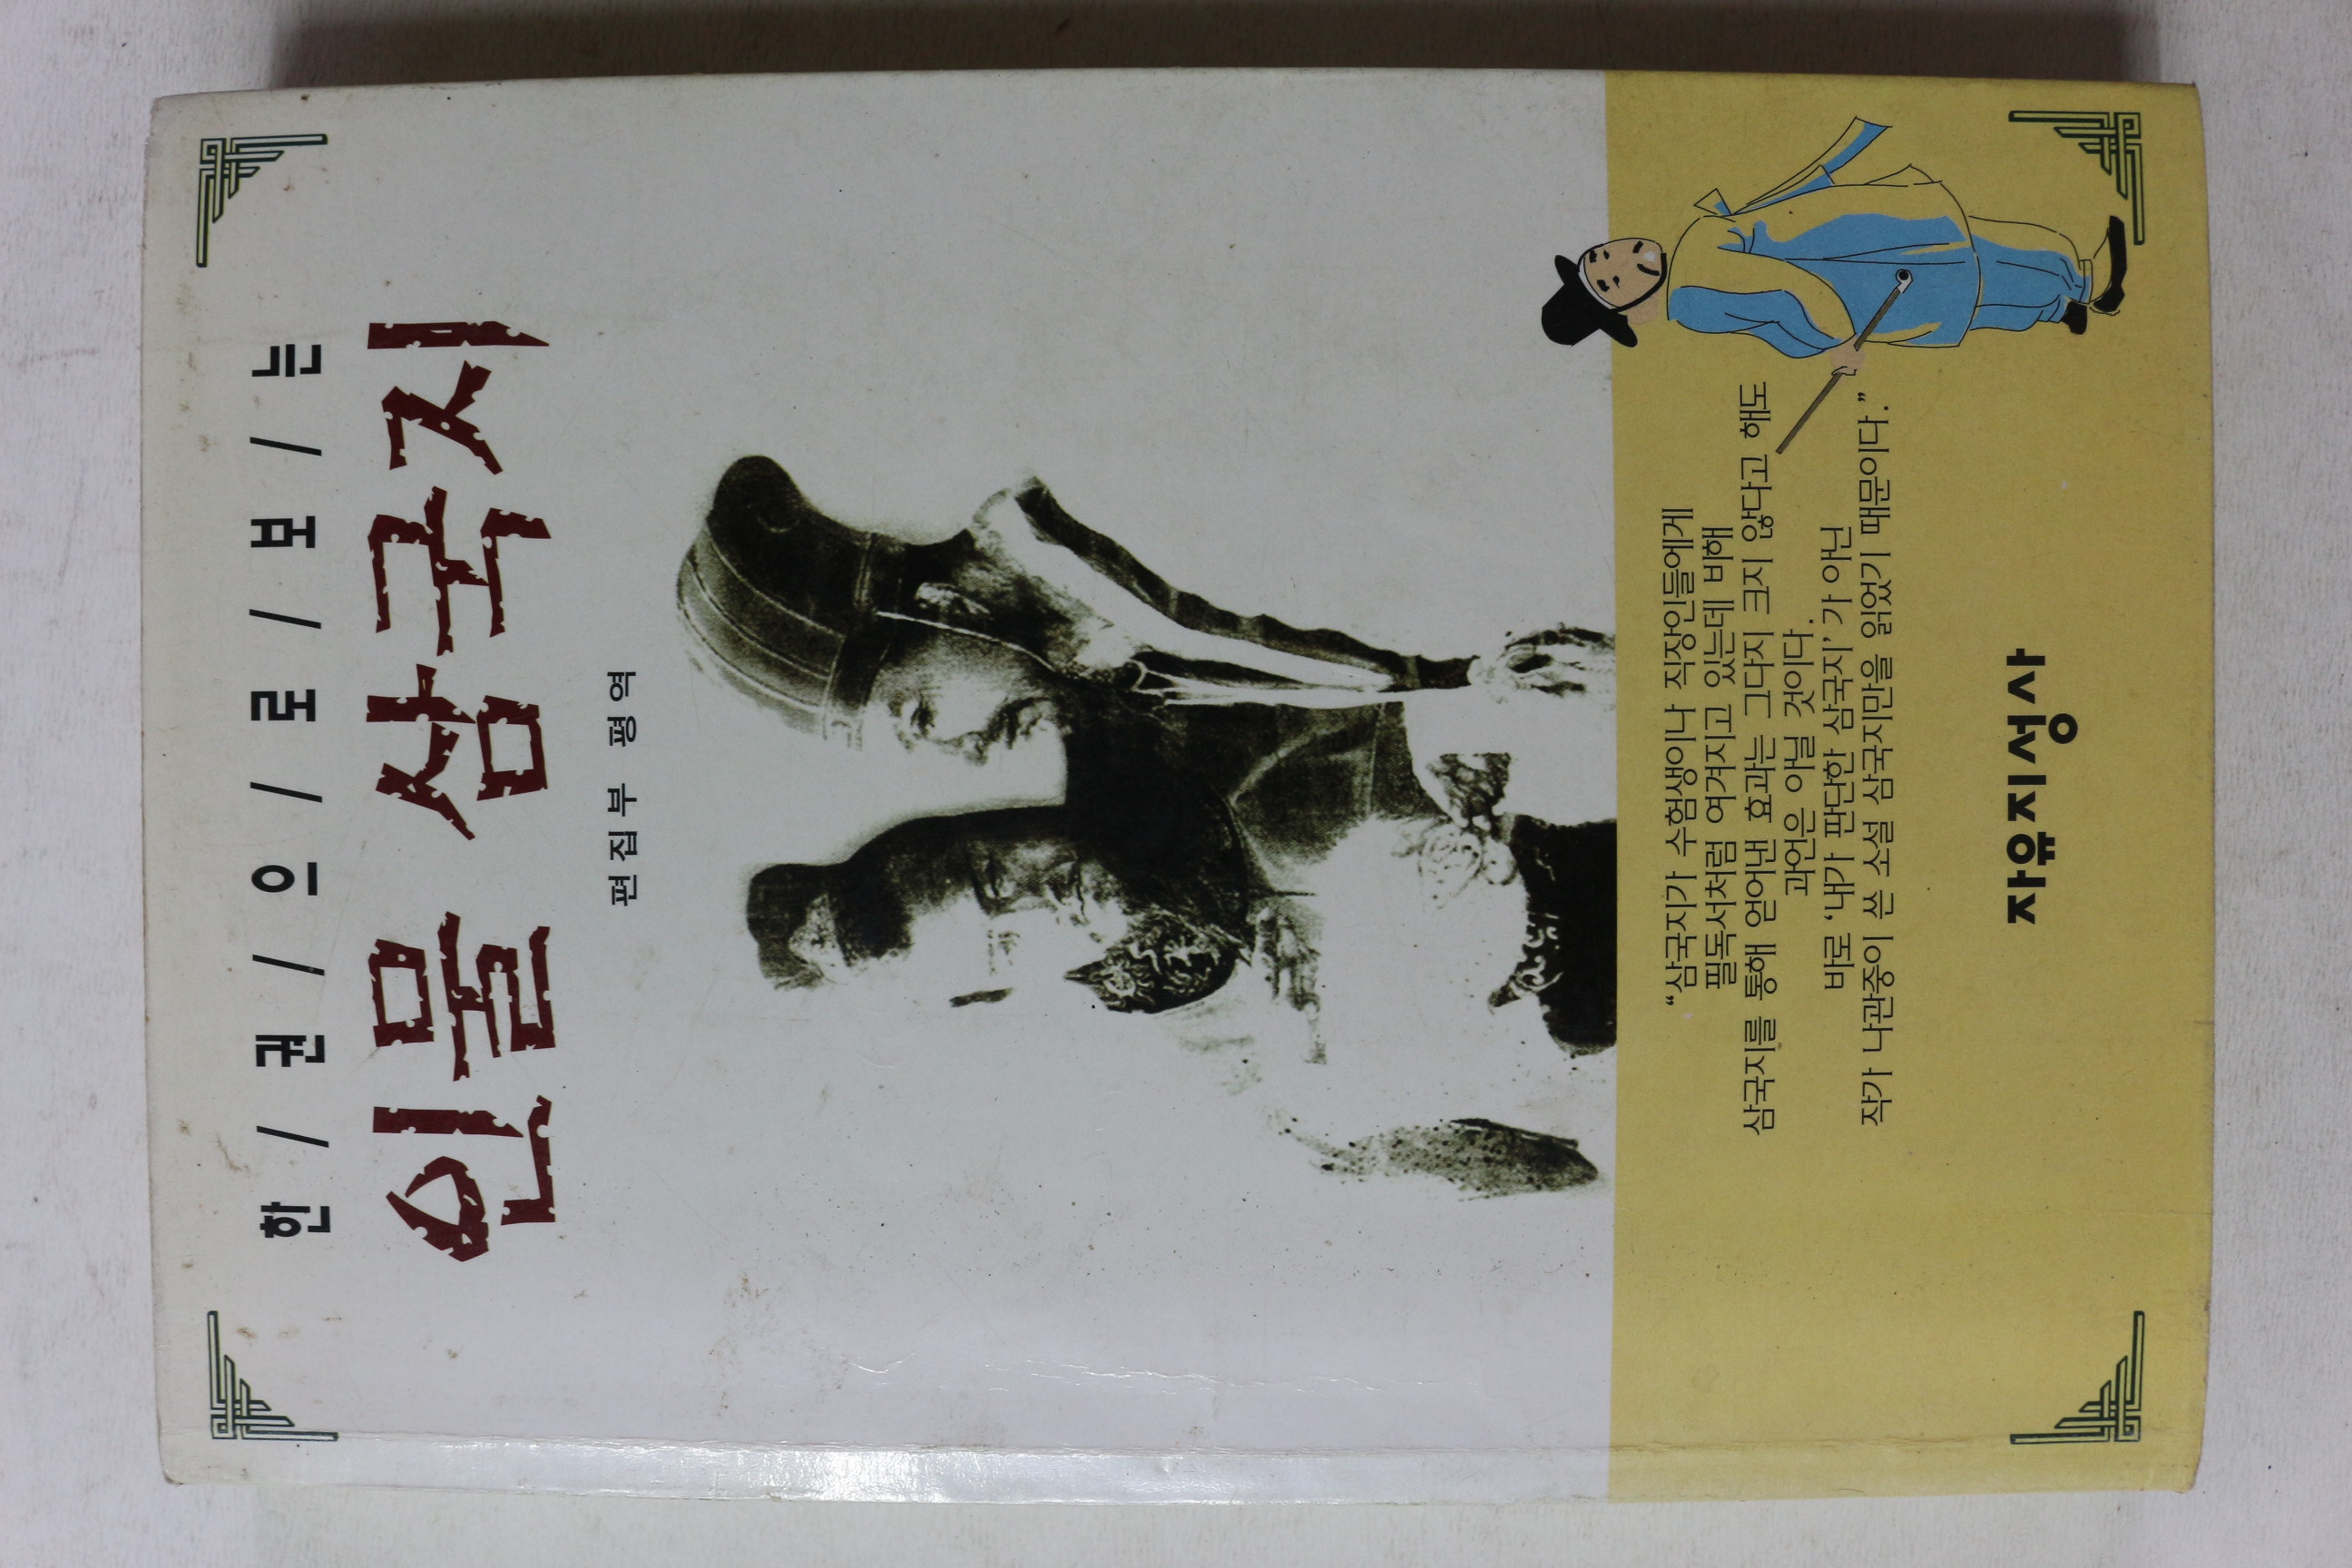 한/권/으/로/보/는
인물 삼국지
편집부 평역
“삼국지가 수험생이나 직장인들에게
필독서처럼 여겨지고 있는데 비해
삼국지를 통해 얻어낸 효과는 그다지 크지 않다고 해도
과언은 아닐 것이다.
바로 ‘내가 판단한 삼국지’가 아닌
작가 나관중이 쓴 소설 삼국지만을 읽었기 때문이다.”
자유지성사